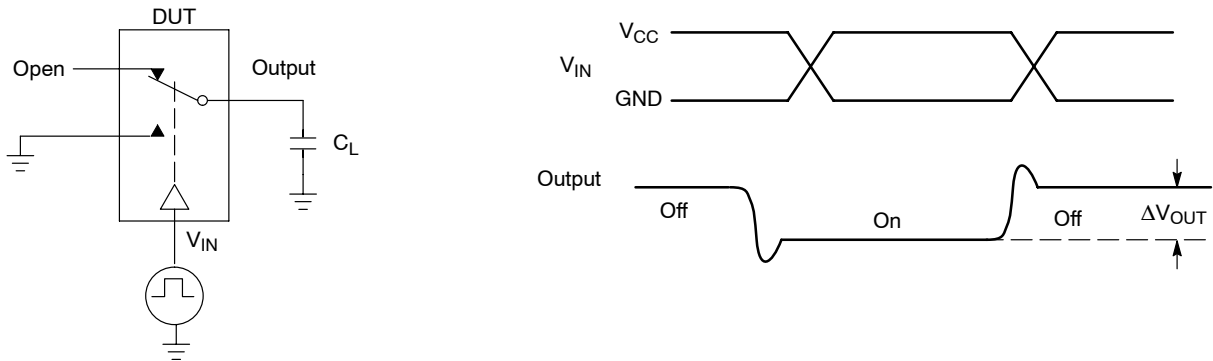 DUT
Open
Output
C_L
V_IN
V_CC
V_IN
GND
Output
Off
On
Off
ΔV_OUT